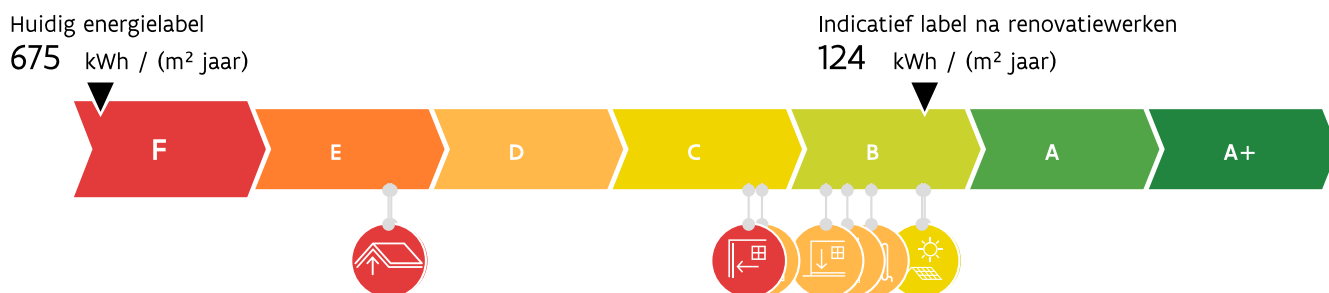 Huidig energielabel
675 kWh / (m² jaar)
Indicatief label na renovatiewerken
124 kWh / (m² jaar)
F E D C B A A+